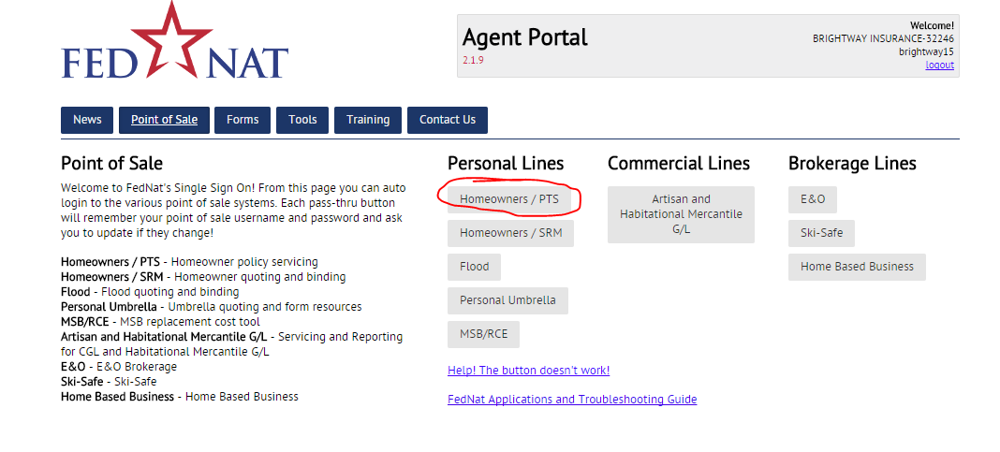 FEDNAT
Agent Portal
2.1.9
Welcome!
BRIGHTWAY INSURANCE-32246
brightway15
logout
News
Point of Sale
Forms
Tools
Training
Contact Us
Point of Sale
Welcome to FedNat's Single Sign On! From this page you can auto
login to the various point of sale systems. Each pass-thru button
will remember your point of sale username and password and ask
you to update if they change!
Homeowners / PTS - Homeowner policy servicing
Homeowners / SRM - Homeowner quoting and binding
Flood - Flood quoting and binding
Personal Umbrella - Umbrella quoting and form resources
MSB/RCE - MSB replacement cost tool
Artisan and Habitational Mercantile G/L - Servicing and Reporting
for CGL and Habitational Mercantile G/L
E&O - E&O Brokerage
Ski-Safe - Ski-Safe
Home Based Business - Home Based Business
Personal Lines
Homeowners / PTS
Homeowners / SRM
Flood
Personal Umbrella
MSB/RCE
Help! The button doesn't work!
FedNat Applications and Troubleshooting Guide
Commercial Lines
Artisan and
Habitational Mercantile
G/L
Brokerage Lines
E&O
Ski-Safe
Home Based Business